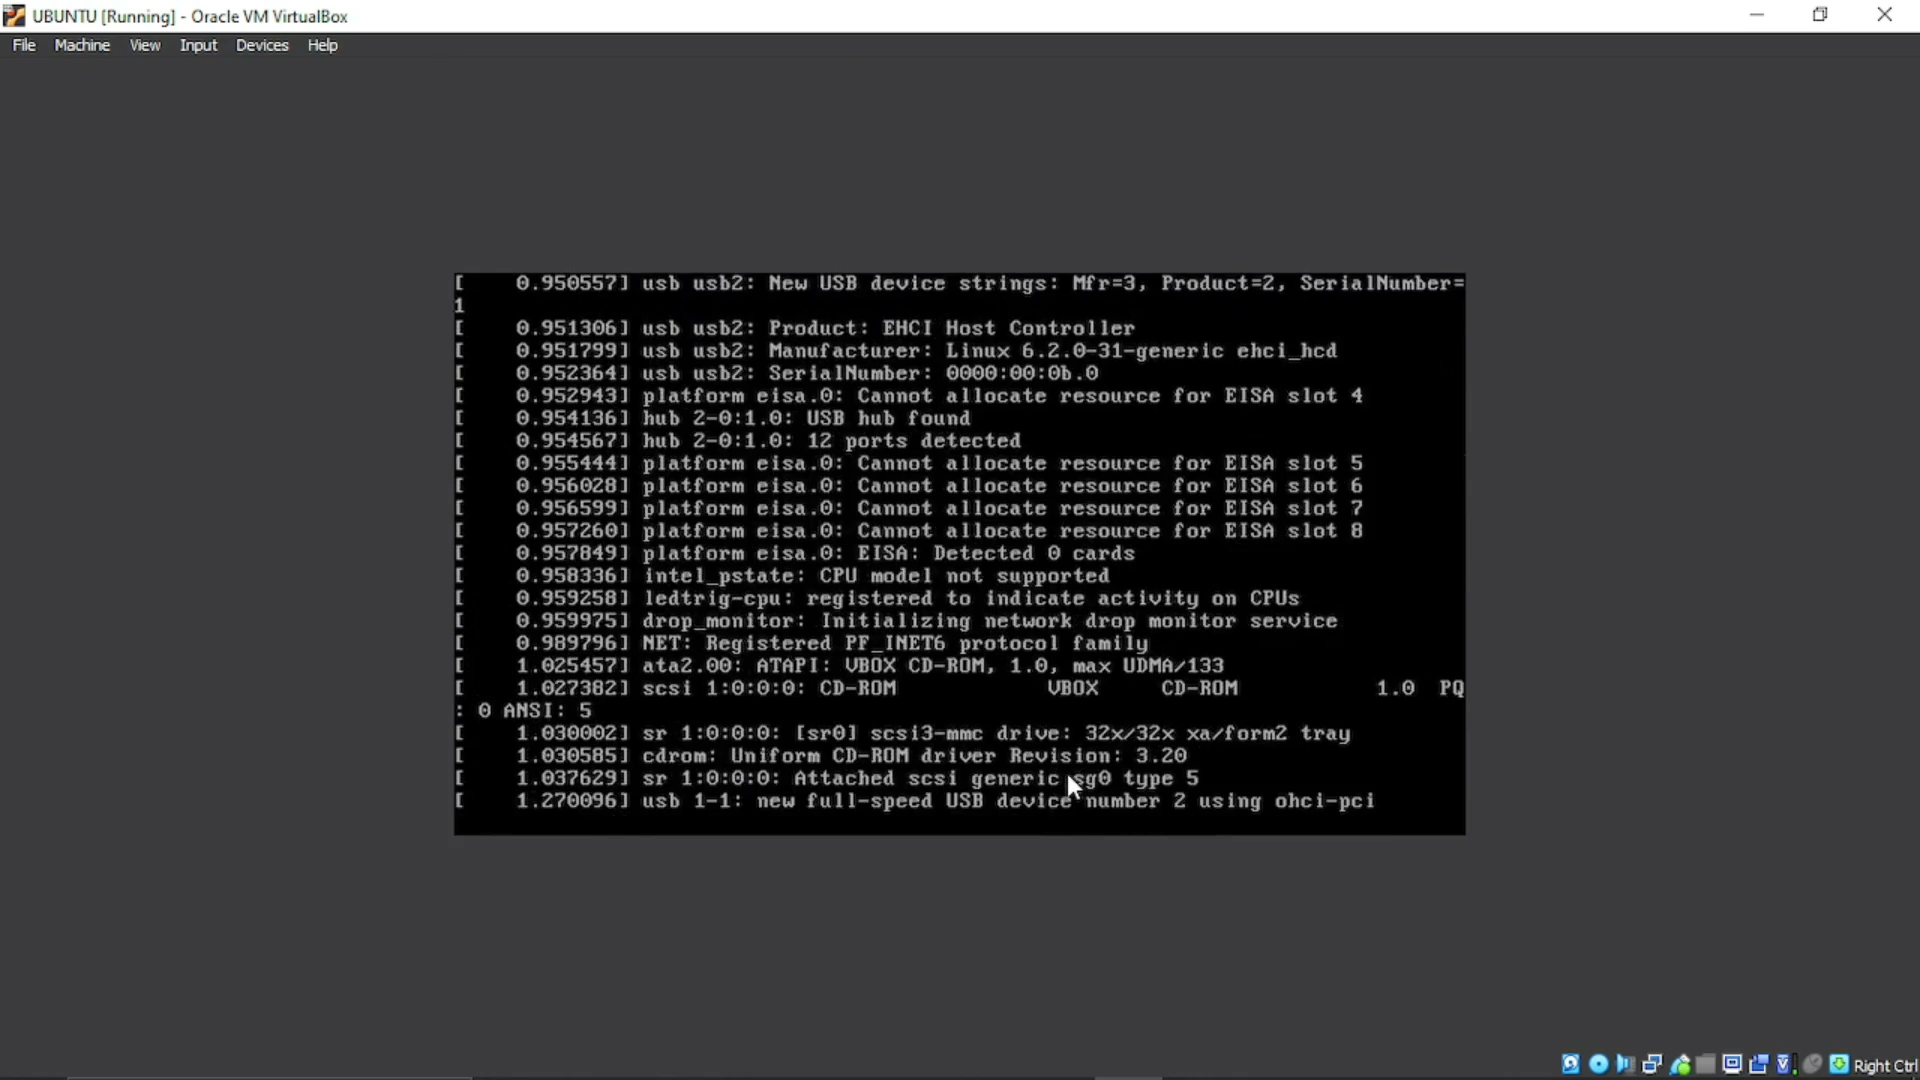 UBUNTU [Running] - Oracle VM VirtualBox
File Machine View Input Devices Help
[    0.950557] usb usb2: New USB device strings: Mfr=3, Product=2, SerialNumber=
1
[    0.951306] usb usb2: Product: EHCI Host Controller
[    0.951799] usb usb2: Manufacturer: Linux 6.2.0-31-generic ehci_hcd
[    0.952364] usb usb2: SerialNumber: 0000:00:0b.0
[    0.952943] platform eisa.0: Cannot allocate resource for EISA slot 4
[    0.954136] hub 2-0:1.0: USB hub found
[    0.954567] hub 2-0:1.0: 12 ports detected
[    0.955444] platform eisa.0: Cannot allocate resource for EISA slot 5
[    0.956028] platform eisa.0: Cannot allocate resource for EISA slot 6
[    0.956599] platform eisa.0: Cannot allocate resource for EISA slot 7
[    0.957260] platform eisa.0: Cannot allocate resource for EISA slot 8
[    0.957849] platform eisa.0: EISA: Detected 0 cards
[    0.958336] intel_pstate: CPU model not supported
[    0.959258] ledtrig-cpu: registered to indicate activity on CPUs
[    0.959975] drop_monitor: Initializing network drop monitor service
[    0.989796] NET: Registered PF_INET6 protocol family
[    1.025457] ata2.00: ATAPI: VBOX CD-ROM, 1.0, max UDMA/133
[    1.027382] scsi 1:0:0:0: CD-ROM            VBOX     CD-ROM           1.0  PQ
: 0 ANSI: 5
[    1.030002] sr 1:0:0:0: [sr0] scsi3-mmc drive: 32x/32x xa/form2 tray
[    1.030585] cdrom: Uniform CD-ROM driver Revision: 3.20
[    1.037629] sr 1:0:0:0: Attached scsi generic sg0 type 5
[    1.270096] usb 1-1: new full-speed USB device number 2 using ohci-pci
Right Ctrl